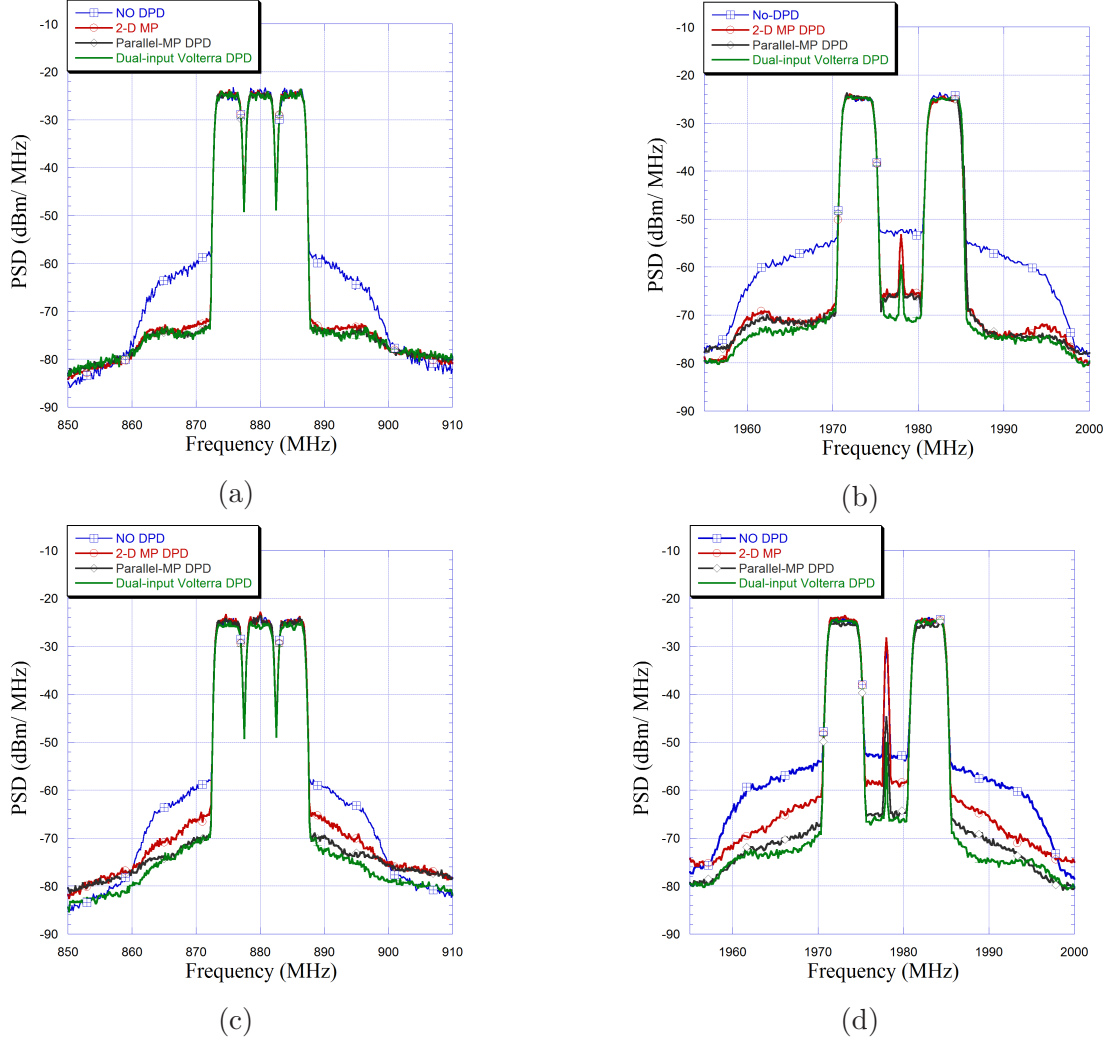 NO DPD
2-D MP
Parallel-MP DPD
Dual-input Volterra DPD
-10
-20
-30
-40
-50
-60
-70
-80
-90
PSD (dBm/ MHz)
850 860 870 880 890 900 910
Frequency (MHz)
(a)
No-DPD
2-D MP DPD
Parallel-MP DPD
Dual-input Volterra DPD
-10
-20
-30
-40
-50
-60
-70
-80
-90
PSD (dBm/ MHz)
1960 1970 1980 1990 2000
Frequency (MHz)
(b)
NO DPD
2-D MP DPD
Parallel-MP DPD
Dual-input Volterra DPD
-10
-20
-30
-40
-50
-60
-70
-80
-90
PSD (dBm/ MHz)
850 860 870 880 890 900 910
Frequency (MHz)
(c)
NO DPD
2-D MP
Parallel-MP DPD
Dual-input Volterra DPD
-10
-20
-30
-40
-50
-60
-70
-80
-90
PSD (dBm/ MHz)
1960 1970 1980 1990 2000
Frequency (MHz)
(d)